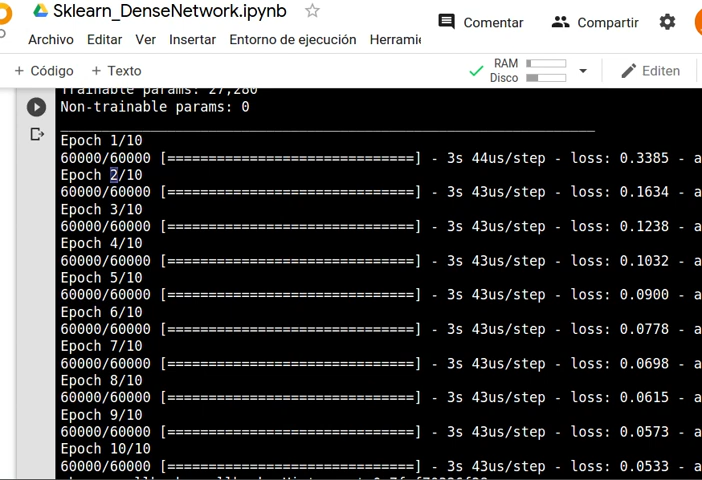 Sklearn_DenseNetwork.ipynb
Comentar
Compartir
Archivo Editar Ver Insertar Entorno de ejecución Herramie
+ Código + Texto
RAM
Disco
Editen
Trainable params: 27,280
Non-trainable params: 0
Epoch 1/10
60000/60000 [==============================] - 3s 44us/step - loss: 0.3385 - a
Epoch 2/10
60000/60000 [==============================] - 3s 43us/step - loss: 0.1634 - a
Epoch 3/10
60000/60000 [==============================] - 3s 43us/step - loss: 0.1238 - a
Epoch 4/10
60000/60000 [==============================] - 3s 43us/step - loss: 0.1032 - a
Epoch 5/10
60000/60000 [==============================] - 3s 43us/step - loss: 0.0900 - a
Epoch 6/10
60000/60000 [==============================] - 3s 43us/step - loss: 0.0778 - a
Epoch 7/10
60000/60000 [==============================] - 3s 43us/step - loss: 0.0698 - a
Epoch 8/10
60000/60000 [==============================] - 3s 43us/step - loss: 0.0615 - a
Epoch 9/10
60000/60000 [==============================] - 3s 43us/step - loss: 0.0573 - a
Epoch 10/10
60000/60000 [==============================] - 3s 43us/step - loss: 0.0533 - a